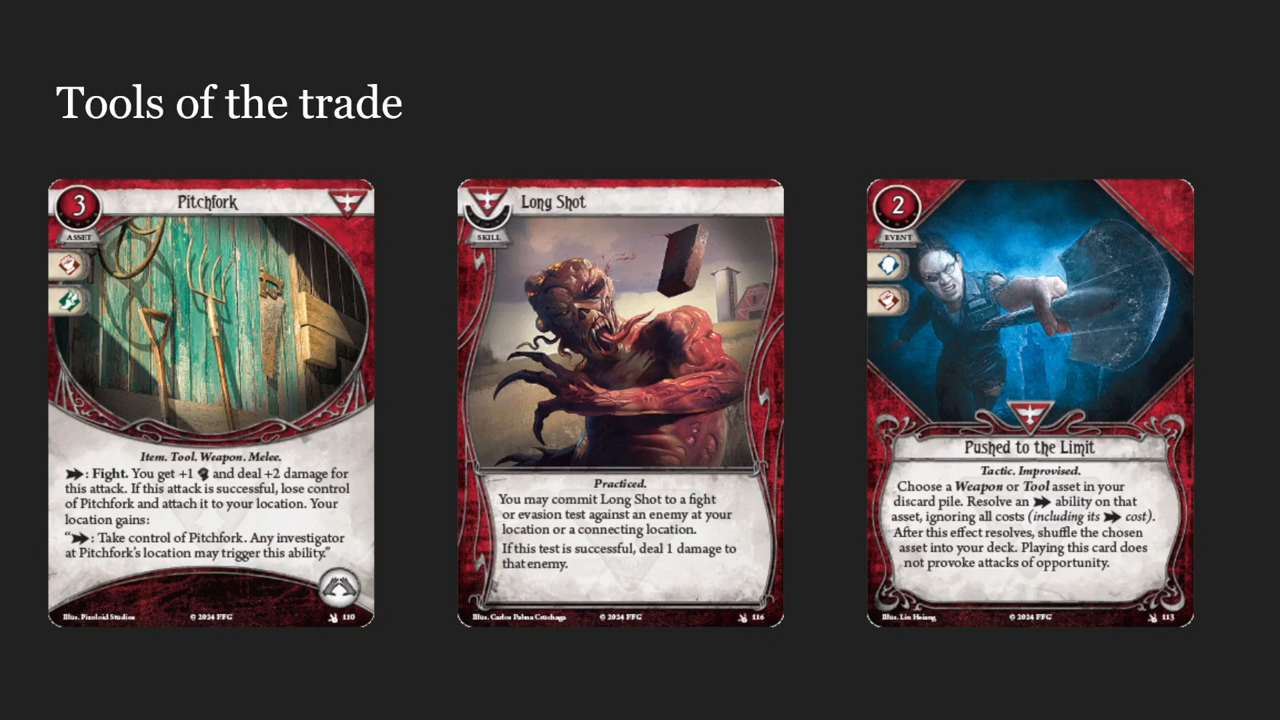 Tools of the trade
3
Pitchfork
ASSET
Item. Tool. Weapon. Melee.
: Fight. You get +1 and deal +2 damage for
this attack. If this attack is successful, lose control
of Pitchfork and attach it to your location. Your
location gains:
“ : Take control of Pitchfork. Any investigator
at Pitchfork’s location may trigger this ability.”
Illus. Pixoloid Studios © 2024 FFG 110
Long Shot
SKILL
Practiced.
You may commit Long Shot to a fight
or evasion test against an enemy at your
location or a connecting location.
If this test is successful, deal 1 damage to
that enemy.
Illus. Carlos Palma Cruchaga © 2024 FFG 116
2
EVENT
Pushed to the Limit
Tactic. Improvised.
Choose a Weapon or Tool asset in your
discard pile. Resolve an ability on that
asset, ignoring all costs (including its cost).
After this effect resolves, shuffle the chosen
asset into your deck. Playing this card does
not provoke attacks of opportunity.
Illus. Lin Hsiang © 2024 FFG 113